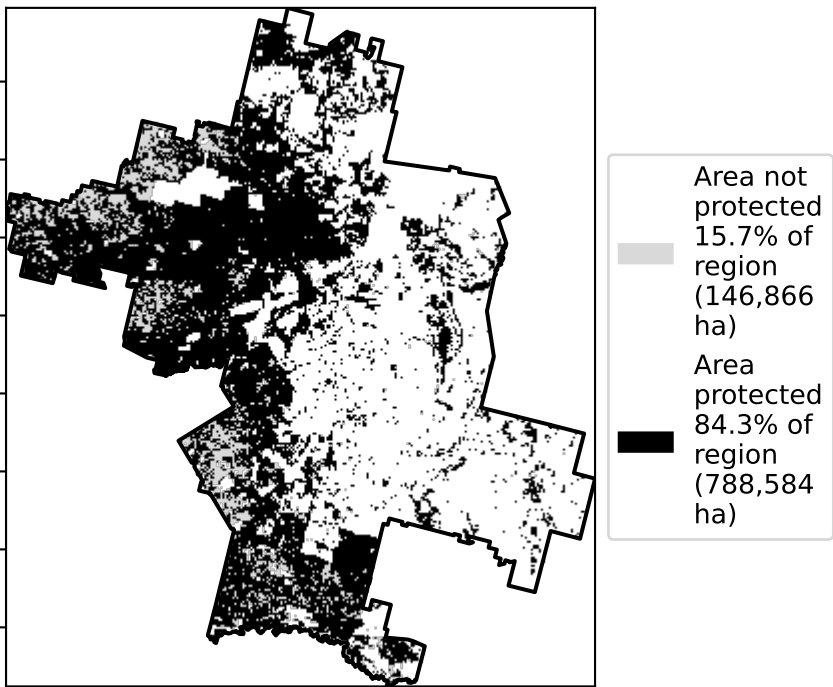 Area not
protected
15.7% of
region
(146,866
ha)
Area
protected
84.3% of
region
(788,584
ha)